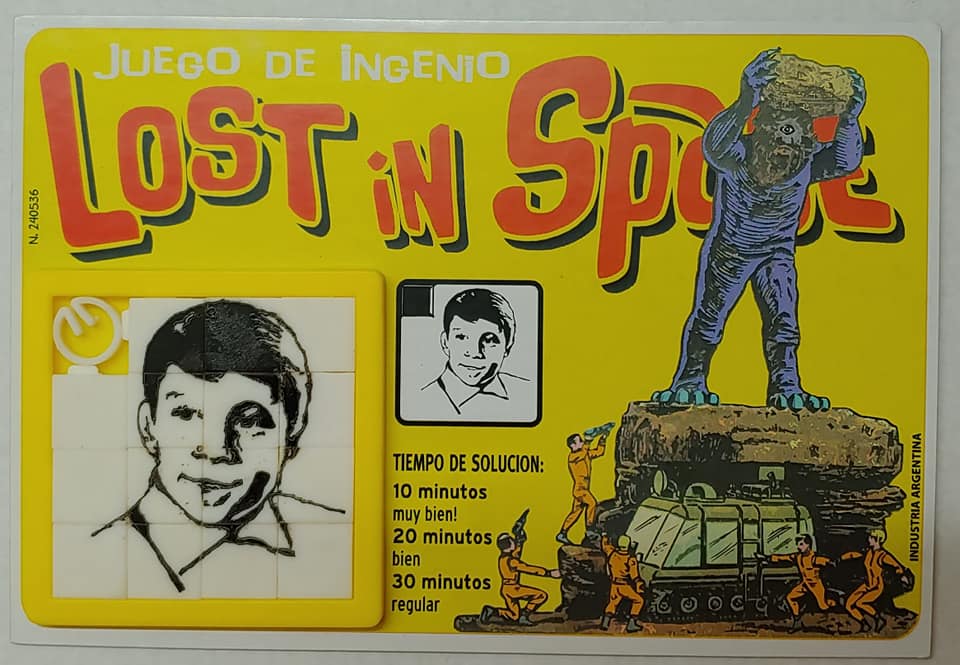 JUEGO DE INGENIO
LOST IN SPACE
N. 240536
TIEMPO DE SOLUCION:
10 minutos
muy bien!
20 minutos
bien
30 minutos
regular
INDUSTRIA ARGENTINA